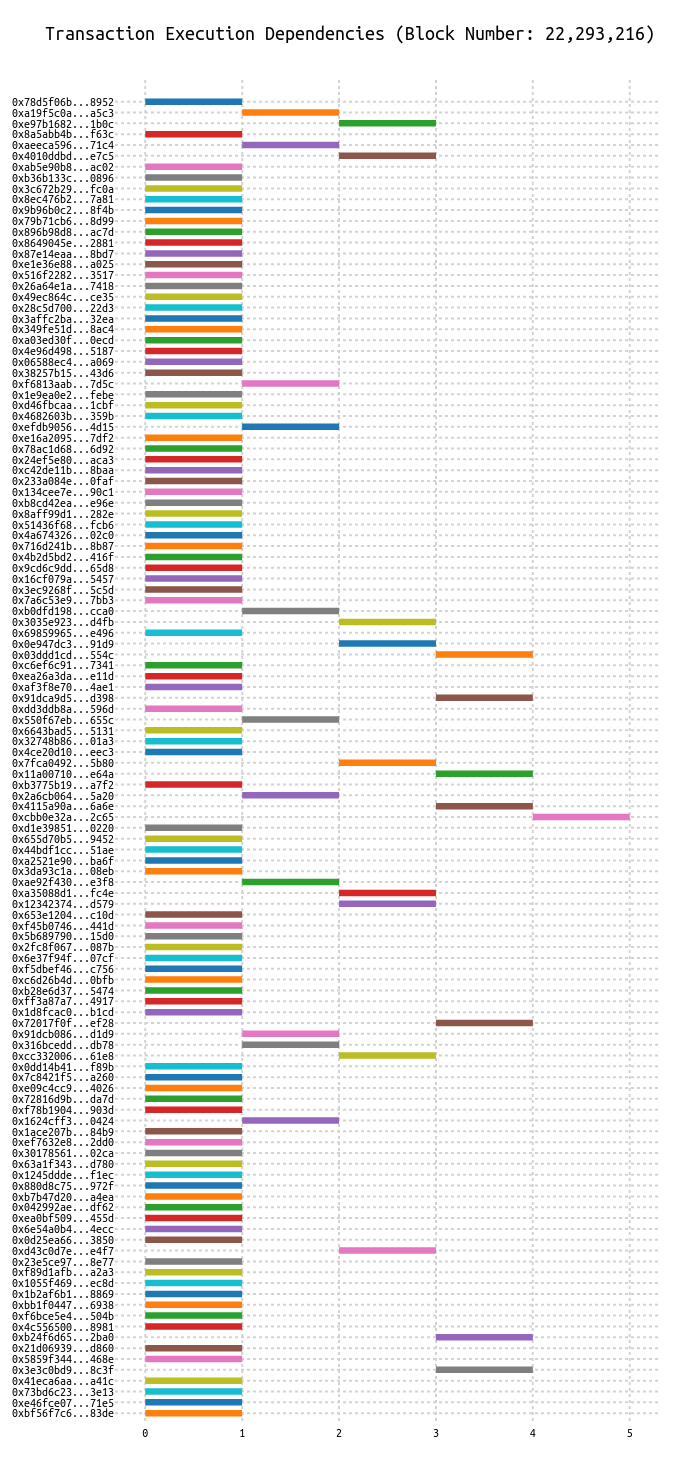 Transaction Execution Dependencies (Block Number: 22,293,216)
0x78d5f06b...8952
0xa19f5c0a...a5c3
0xe97b1682...1b0c
0x8a5abb4b...f63c
0xaeeca596...71c4
0x4010ddbd...e7c5
0xab5e90b8...ac02
0xb36b133c...0896
0x3c672b29...fc0a
0x8ec476b2...7a81
0x9b96b0c2...8f4b
0x79b71cb6...8d99
0x896b98d8...ac7d
0x8649045e...2881
0x87e14eaa...8bd7
0xe1e36e88...a025
0x516f2282...3517
0x26a64e1a...7418
0x49ec864c...ce35
0x28c5d700...22d3
0x3affc2ba...32ea
0x349fe51d...8ac4
0xa03ed30f...0ecd
0x4e96d498...5187
0x06588ec4...a069
0x38257b15...43d6
0xf6813aab...7d5c
0x1e9ea0e2...febe
0xd46fbcaa...1cbf
0x4682603b...359b
0xefdb9056...4d15
0xe16a2095...7df2
0x78ac1d68...6d92
0x24ef5e80...aca3
0xc42de11b...8baa
0x233a084e...0faf
0x134cee7e...90c1
0xb8cd42ea...e96e
0x8aff99d1...282e
0x51436f68...fcb6
0x4a674326...02c0
0x716d241b...8b87
0x4b2d5bd2...416f
0x9cd6c9dd...65d8
0x16cf079a...5457
0x3ec9268f...5c5d
0x7a6c53e9...7bb3
0xb0dfd198...cca0
0x3035e923...d4fb
0x69859965...e496
0x0e947dc3...91d9
0x03ddd1cd...554c
0xc6ef6c91...7341
0xea26a3da...e11d
0xaf3f8e70...4ae1
0x91dca9d5...d398
0xdd3ddb8a...596d
0x550f67eb...655c
0x6643bad5...5131
0x32748b86...01a3
0x4ce20d10...eec3
0x7fca0492...5b80
0x11a00710...e64a
0xb3775b19...a7f2
0x2a6cb064...5a20
0x4115a90a...6a6e
0xcbb0e32a...2c65
0xd1e39851...0220
0x655d70b5...9452
0x44bdf1cc...51ae
0xa2521e90...ba6f
0x3da93c1a...08eb
0xae92f430...e3f8
0xa35088d1...fc4e
0x12342374...d579
0x653e1204...c10d
0xf45b0746...441d
0x5b689790...15d0
0x2fc8f067...087b
0x6e37f94f...07cf
0xf5dbef46...c756
0xc6d26b4d...0bfb
0xb28e6d37...5474
0xff3a87a7...4917
0x1d8fcac0...b1cd
0x72017f0f...ef28
0x91dcb086...d1d9
0x316bcedd...db78
0xcc332006...61e8
0x0dd14b41...f89b
0x7c8421f5...a260
0xe09c4cc9...4026
0x72816d9b...da7d
0xf78b1904...903d
0x1624cff3...0424
0x1ace207b...84b9
0xef7632e8...2dd0
0x30178561...02ca
0x63a1f343...d780
0x1245ddde...f1ec
0x880d8c75...972f
0xb7b47d20...a4ea
0x042992ae...df62
0xea0bf509...455d
0x6e54a0b4...4ecc
0x0d25ea66...3850
0xd43c0d7e...e4f7
0x23e5ce97...8e77
0xf89d1afb...a2a3
0x1055f469...ec8d
0x1b2af6b1...8869
0xbb1f0447...6938
0xf6bce5e4...504b
0x4c556500...8981
0xb24f6d65...2ba0
0x21d06939...d860
0x5859f344...468e
0x3e3c0bd9...8c3f
0x41eca6aa...a41c
0x73bd6c23...3e13
0xe46fce07...71e5
0xbf56f7c6...83de
0 1 2 3 4 5